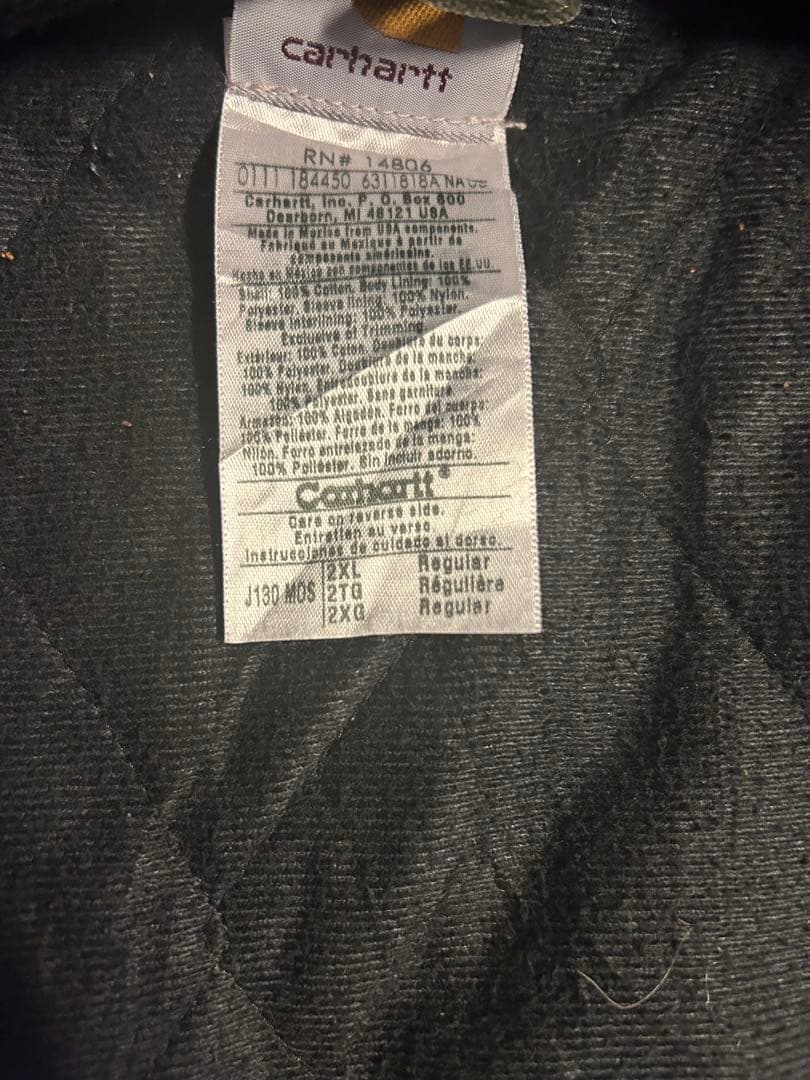 carhartt
RN# 14806
0111 184450 6311818A NA
Carhartt, Inc. P. O. Box 600
Dearborn, MI 48121 USA
Made in Mexico from USA components.
Fabriqué au Mexique à partir de
composants américains.
Hecho en México con componentes de los EE.UU.
Shell: 100% Cotton. Body Lining: 100%
Polyester. Sleeve lining: 100% Nylon.
Sleeve Interlining: 100% Polyester.
Exclusive of Trimming
Extérieur: 100% Coton. Doublure du corps:
100% Polyester. Doublure de la manche:
100% Nylon. Entredoublure de la manche:
100% Polyester. Sans garniture
Armazón: 100% Algodón. Forro del cuerpo:
100% Poliéster. Forro de la manga: 100%
Nilón. Forro entrelazado de la manga:
100% Poliéster. Sin incluir adorno.
Carhartt®
Care on reverse side.
Entretien au verso.
Instrucciones de cuidado al dorso.
2XL Regular
J130 MOS 2TG Régulière
2XG Regular